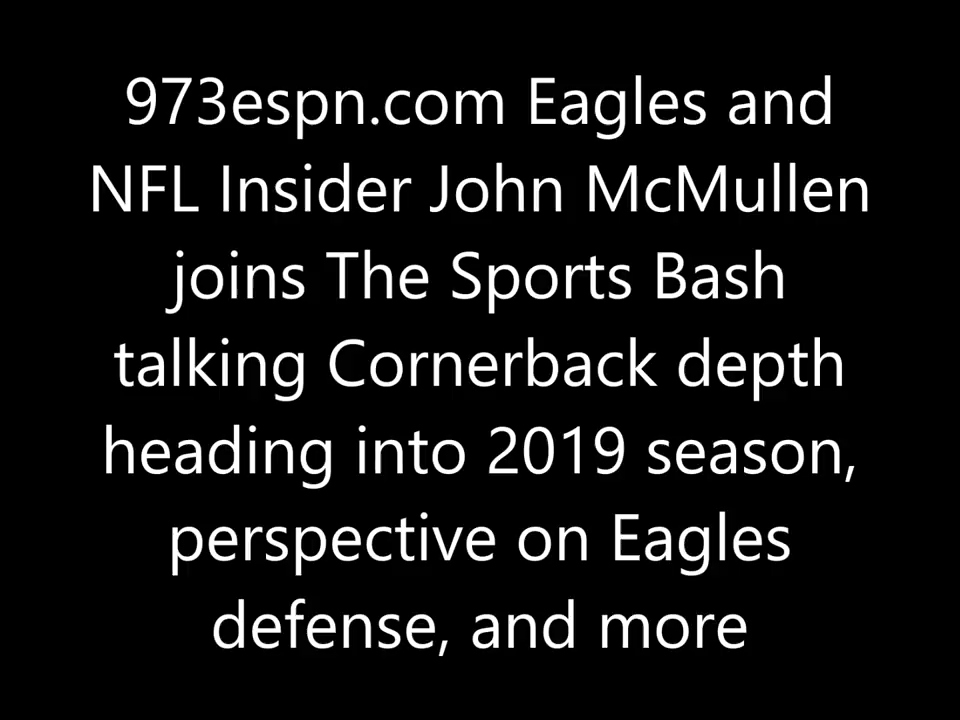 973espn.com Eagles and
NFL Insider John McMullen
joins The Sports Bash
talking Cornerback depth
heading into 2019 season,
perspective on Eagles
defense, and more